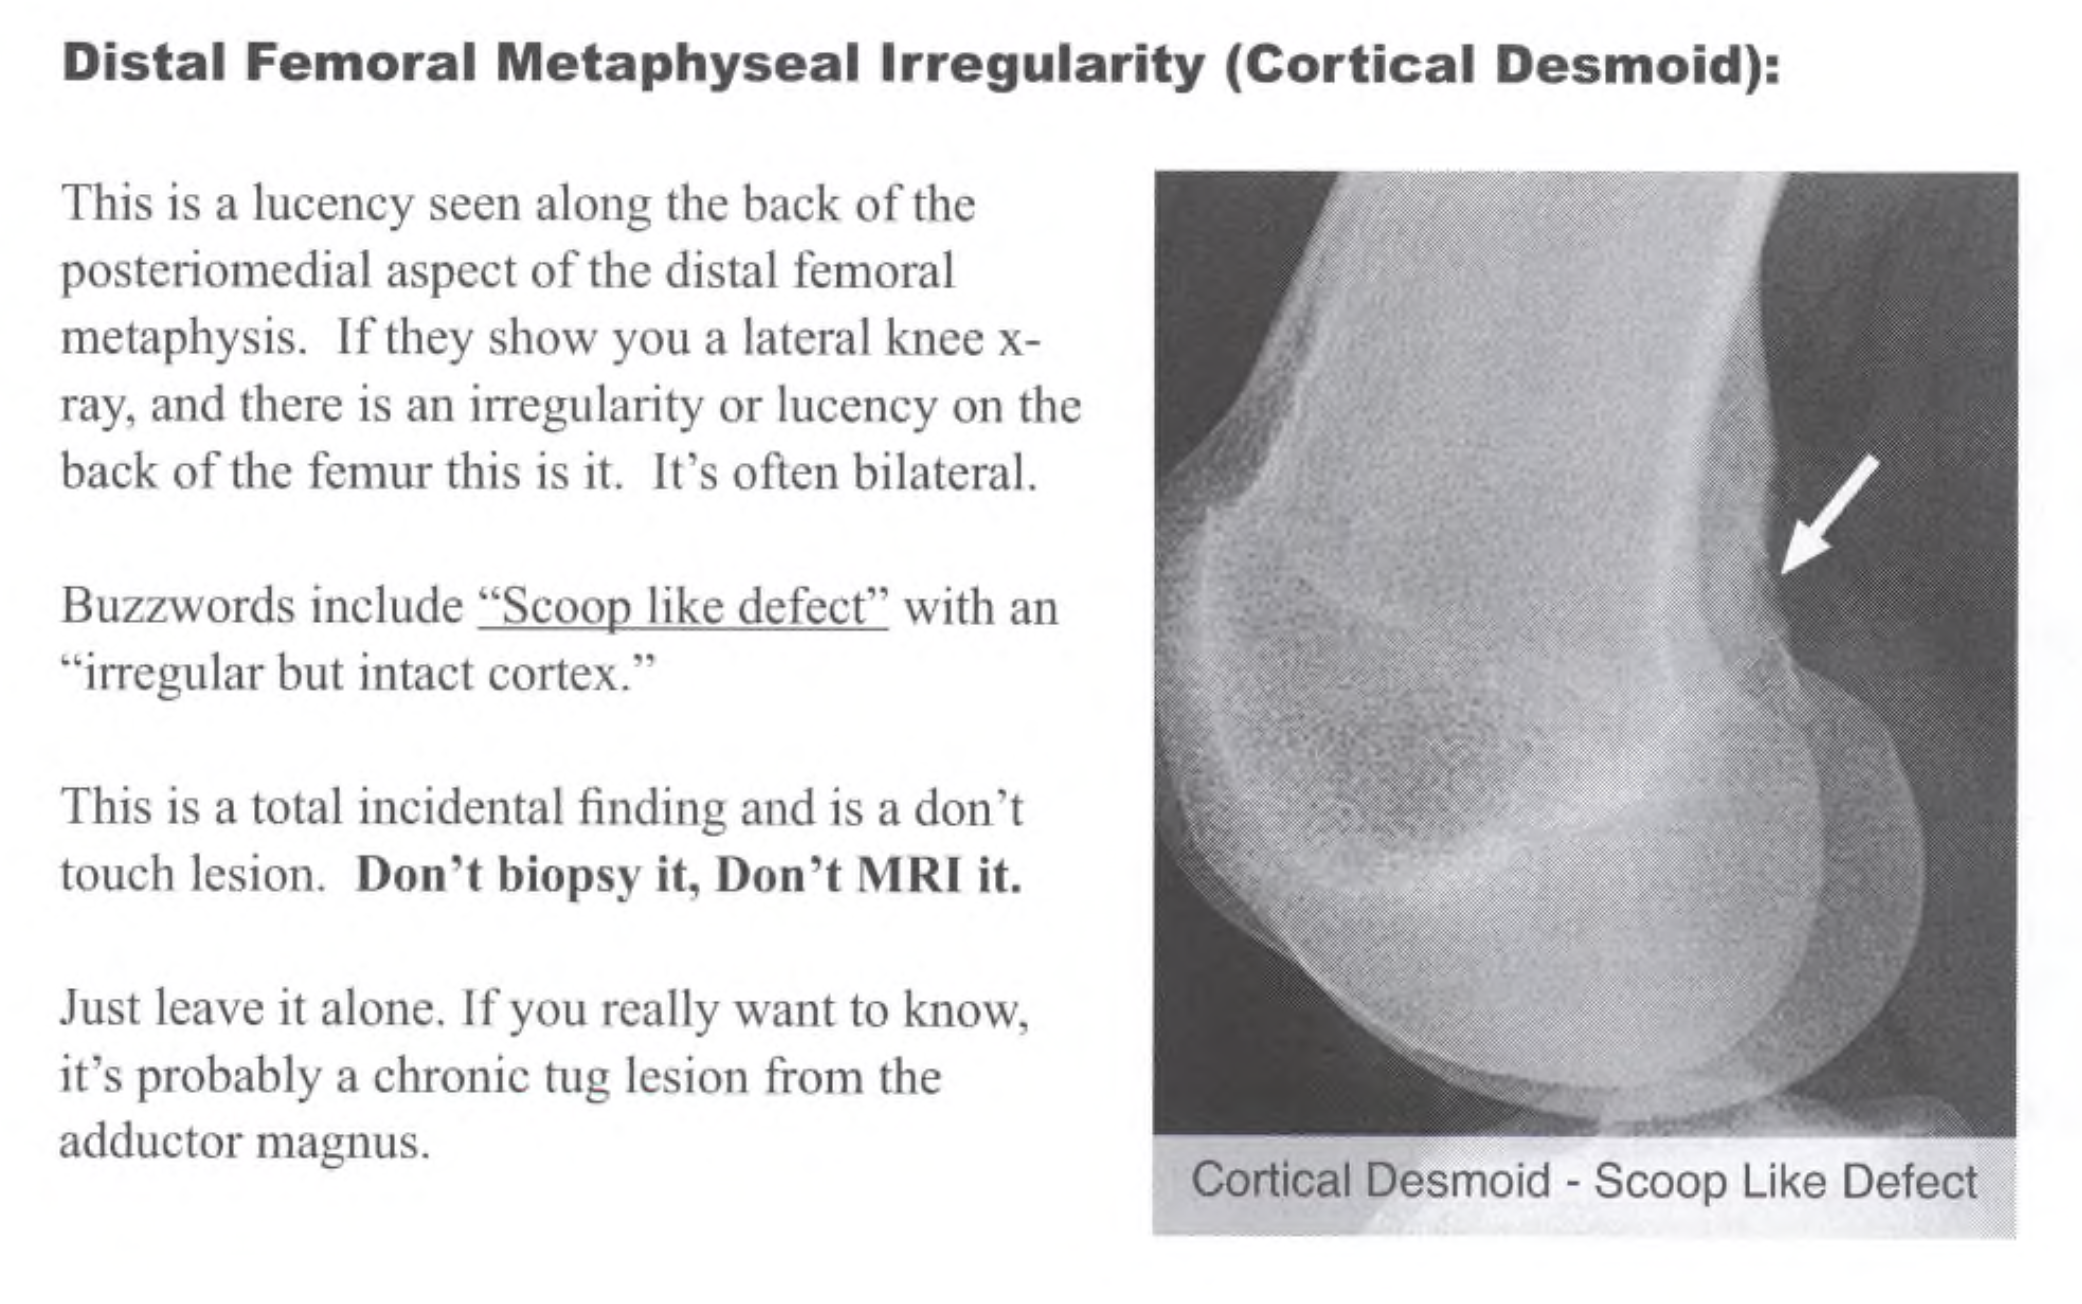 Distal Femoral Metaphyseal Irregularity (Cortical Desmoid):
This is a lucency seen along the back of the
posteriomedial aspect of the distal femoral
metaphysis. If they show you a lateral knee x-
ray, and there is an irregularity or lucency on the
back of the femur this is it. It's often bilateral.
Buzzwords include “Scoop like defect” with an
“irregular but intact cortex.”
This is a total incidental finding and is a don't
touch lesion. Don't biopsy it, Don't MRI it.
Just leave it alone. If you really want to know,
it's probably a chronic tug lesion from the
adductor magnus.
Cortical Desmoid - Scoop Like Defect